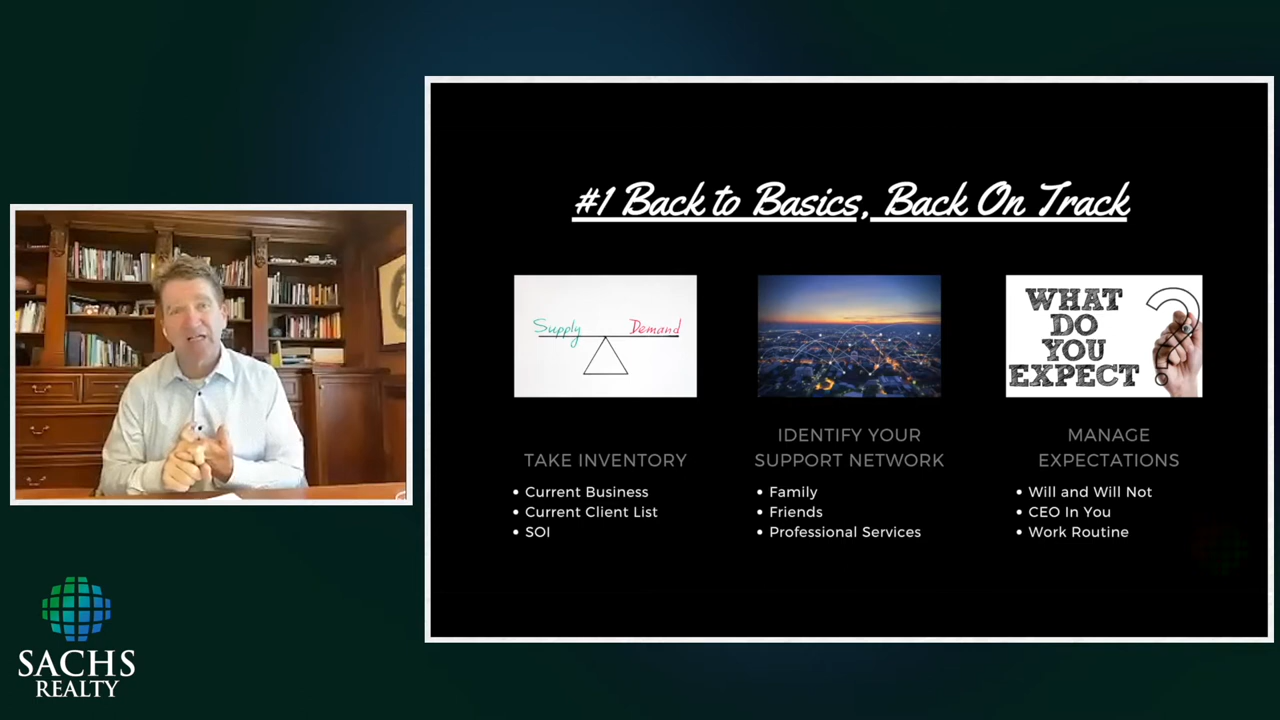 #1 Back to Basics, Back On Track
Supply Demand
WHAT
DO
YOU
EXPECT
?
TAKE INVENTORY
• Current Business
• Current Client List
• SOI
IDENTIFY YOUR
SUPPORT NETWORK
• Family
• Friends
• Professional Services
MANAGE
EXPECTATIONS
• Will and Will Not
• CEO In You
• Work Routine
SACHS
REALTY